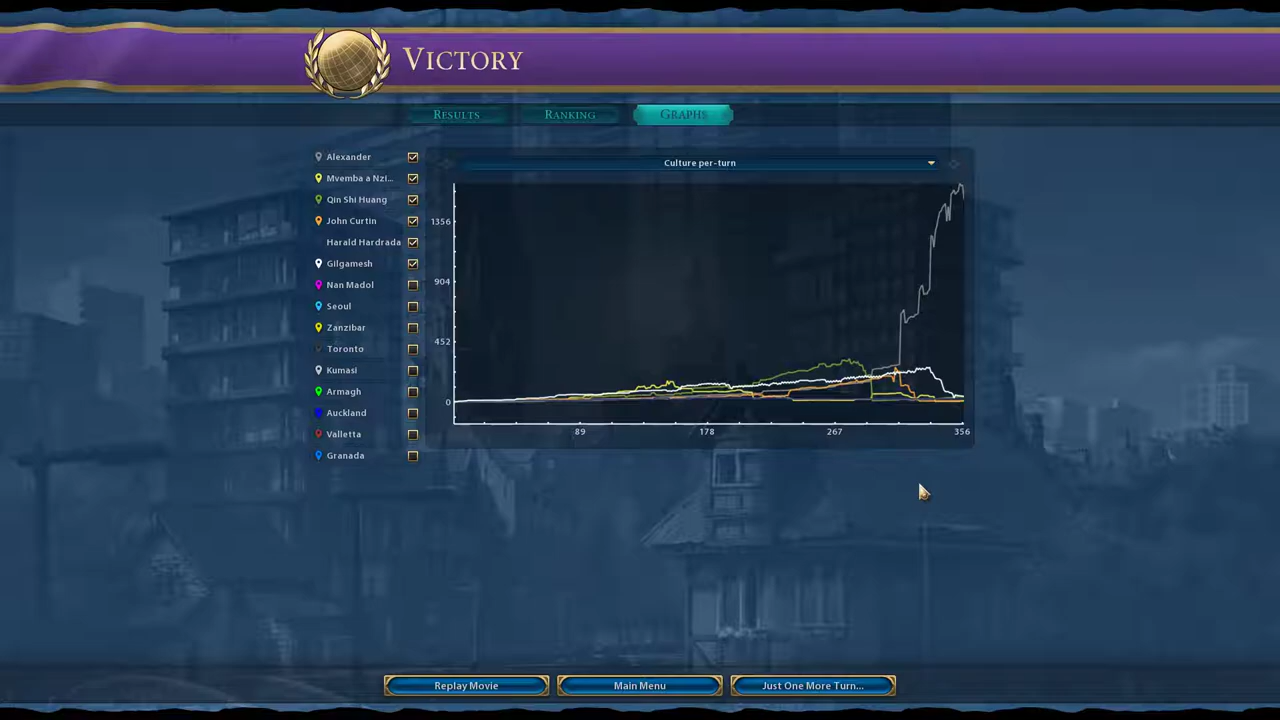 VICTORY
RESULTS
RANKING
GRAPHS
Alexander
Mvemba a Nzi...
Qin Shi Huang
John Curtin
Harald Hardrada
Gilgamesh
Nan Madol
Seoul
Zanzibar
Toronto
Kumasi
Armagh
Auckland
Valletta
Granada
Culture per-turn
1356
904
452
0
89 178 267 356
Replay Movie
Main Menu
Just One More Turn...